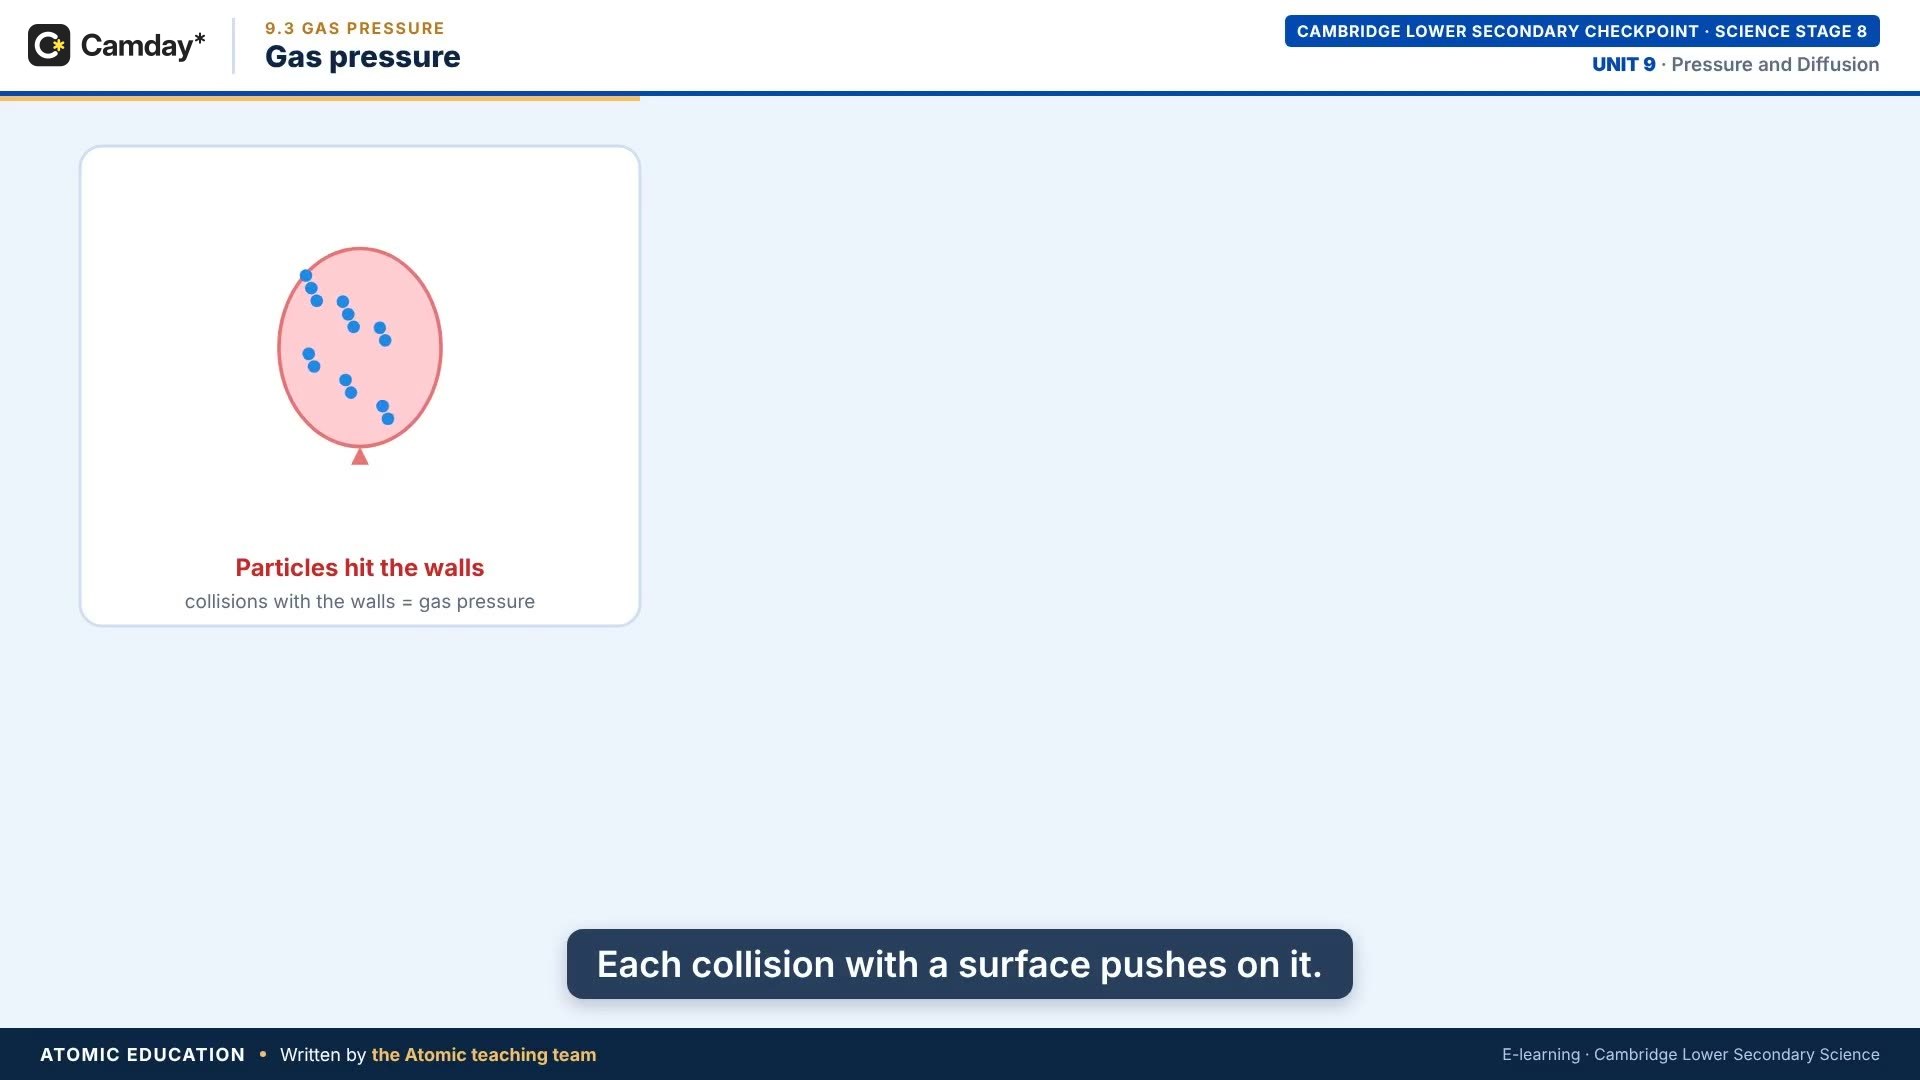 Camday*
9.3 GAS PRESSURE
Gas pressure
CAMBRIDGE LOWER SECONDARY CHECKPOINT · SCIENCE STAGE 8
UNIT 9 · Pressure and Diffusion
Particles hit the walls
collisions with the walls = gas pressure
Each collision with a surface pushes on it.
ATOMIC EDUCATION • Written by the Atomic teaching team
E-learning · Cambridge Lower Secondary Science